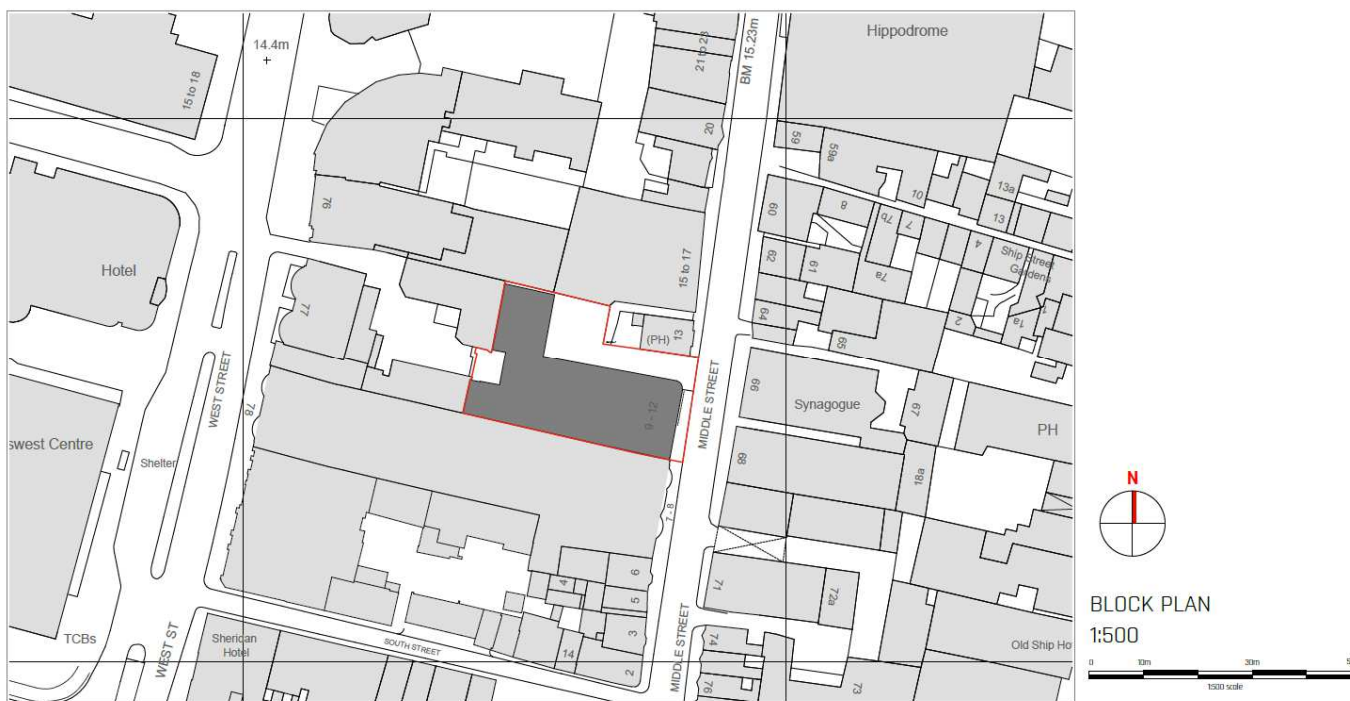 Hippodrome
14.4m
15 to 18
21 to 23
BM 15.23m
20
59
59a
10
13a
13
76
60
8
7b
7
4
Ship Street
Gardens
Hotel
62
61
7a
15 to 17
77
64
65
2
1a
1
13
(PH)
WEST STREET
MIDDLE STREET
66
Synagogue
67
PH
78
9 - 12
swest Centre
Shelter
68
18a
7 - 8
N
6
4
5
71
72a
3
BLOCK PLAN
1:500
TCBs
WEST ST
Sheridan
Hotel
SOUTH STREET
14
2
MIDDLE STREET
74
76
73
Old Ship Ho
0 10m 30m 5
1:500 scale